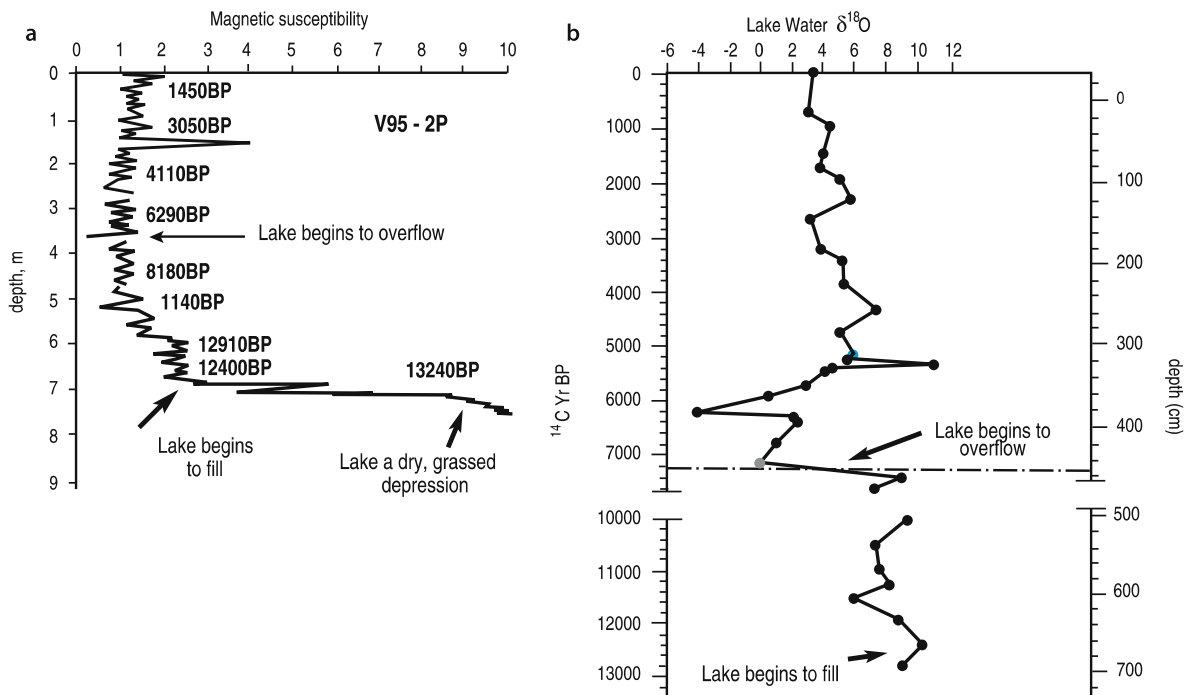 a
Magnetic susceptibility
0 1 2 3 4 5 6 7 8 9 10
depth, m
0
1
2
3
4
5
6
7
8
9
1450BP
3050BP
V95 - 2P
4110BP
6290BP
Lake begins to overflow
8180BP
1140BP
12910BP
12400BP
13240BP
Lake begins
to fill
Lake a dry, grassed
depression
b
Lake Water δ18O
-6 -4 -2 0 2 4 6 8 10 12
14C Yr BP
0
1000
2000
3000
4000
5000
6000
7000
10000
11000
12000
13000
Lake begins to
overflow
Lake begins to fill
0
100
200
300
400
500
600
700
depth (cm)